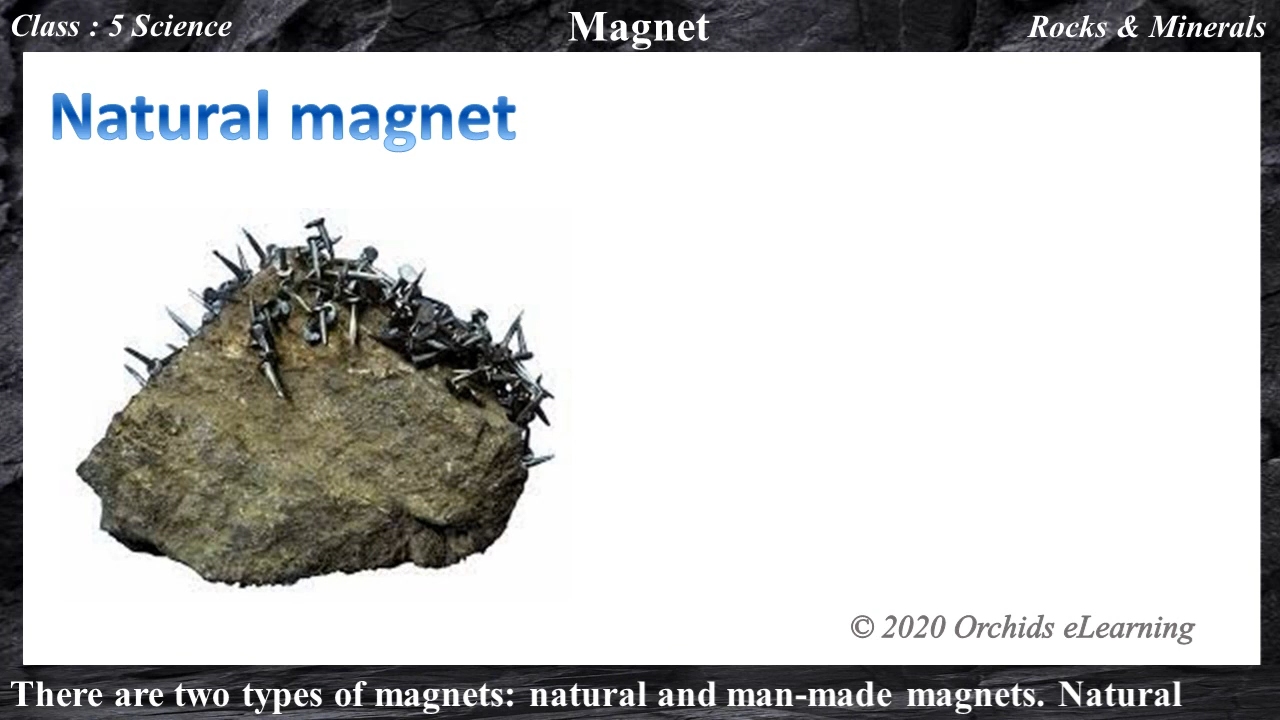 Class : 5 Science
Magnet
Rocks & Minerals
Natural magnet
© 2020 Orchids eLearning
There are two types of magnets: natural and man-made magnets. Natural